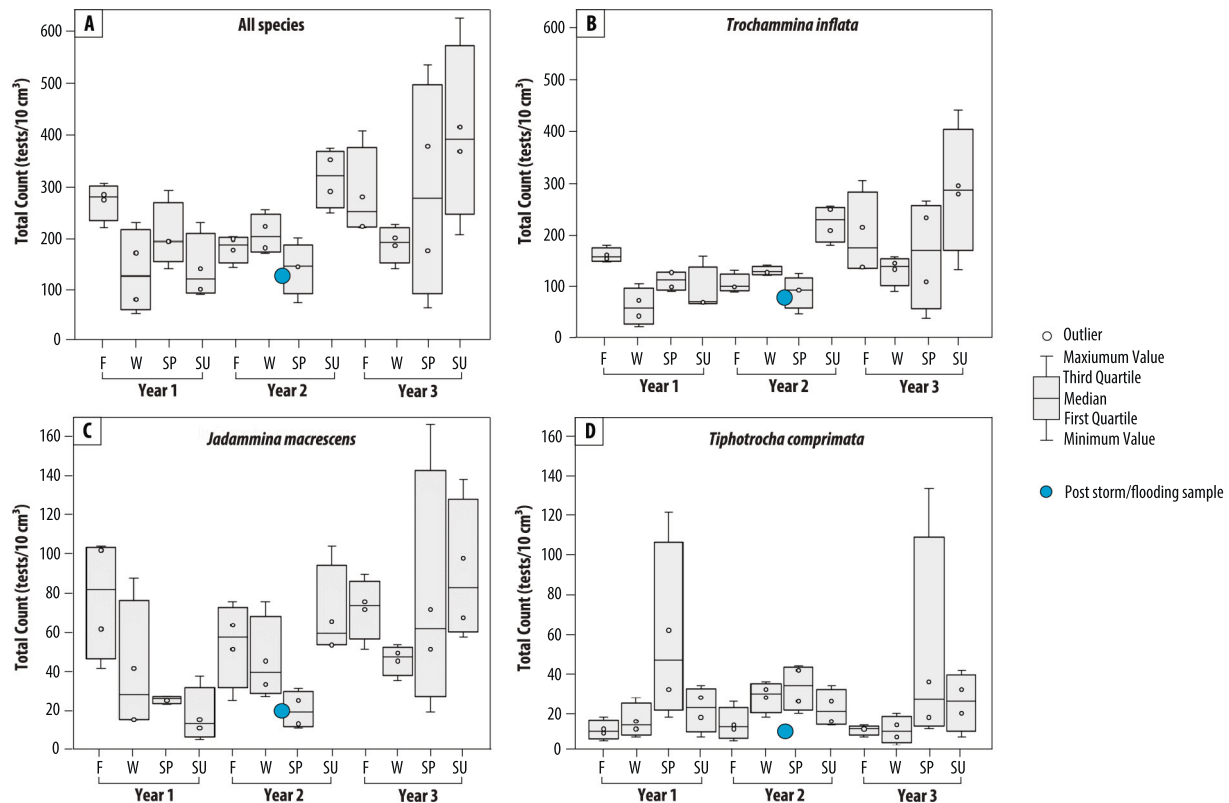 A
All species
Total Count (tests/10 cm³)
600
500
400
300
200
100
0
F W SP SU F W SP SU F W SP SU
Year 1 Year 2 Year 3
B
Trochammina inflata
Total Count (tests/10 cm³)
600
500
400
300
200
100
0
F W SP SU F W SP SU F W SP SU
Year 1 Year 2 Year 3
Outlier
Maxiumum Value
Third Quartile
Median
First Quartile
Minimum Value
Post storm/flooding sample
C
Jadammina macrescens
Total Count (tests/10 cm³)
160
140
120
100
80
60
40
20
0
F W SP SU F W SP SU F W SP SU
Year 1 Year 2 Year 3
D
Tiphotrocha comprimata
Total Count (tests/10 cm³)
160
140
120
100
80
60
40
20
0
F W SP SU F W SP SU F W SP SU
Year 1 Year 2 Year 3